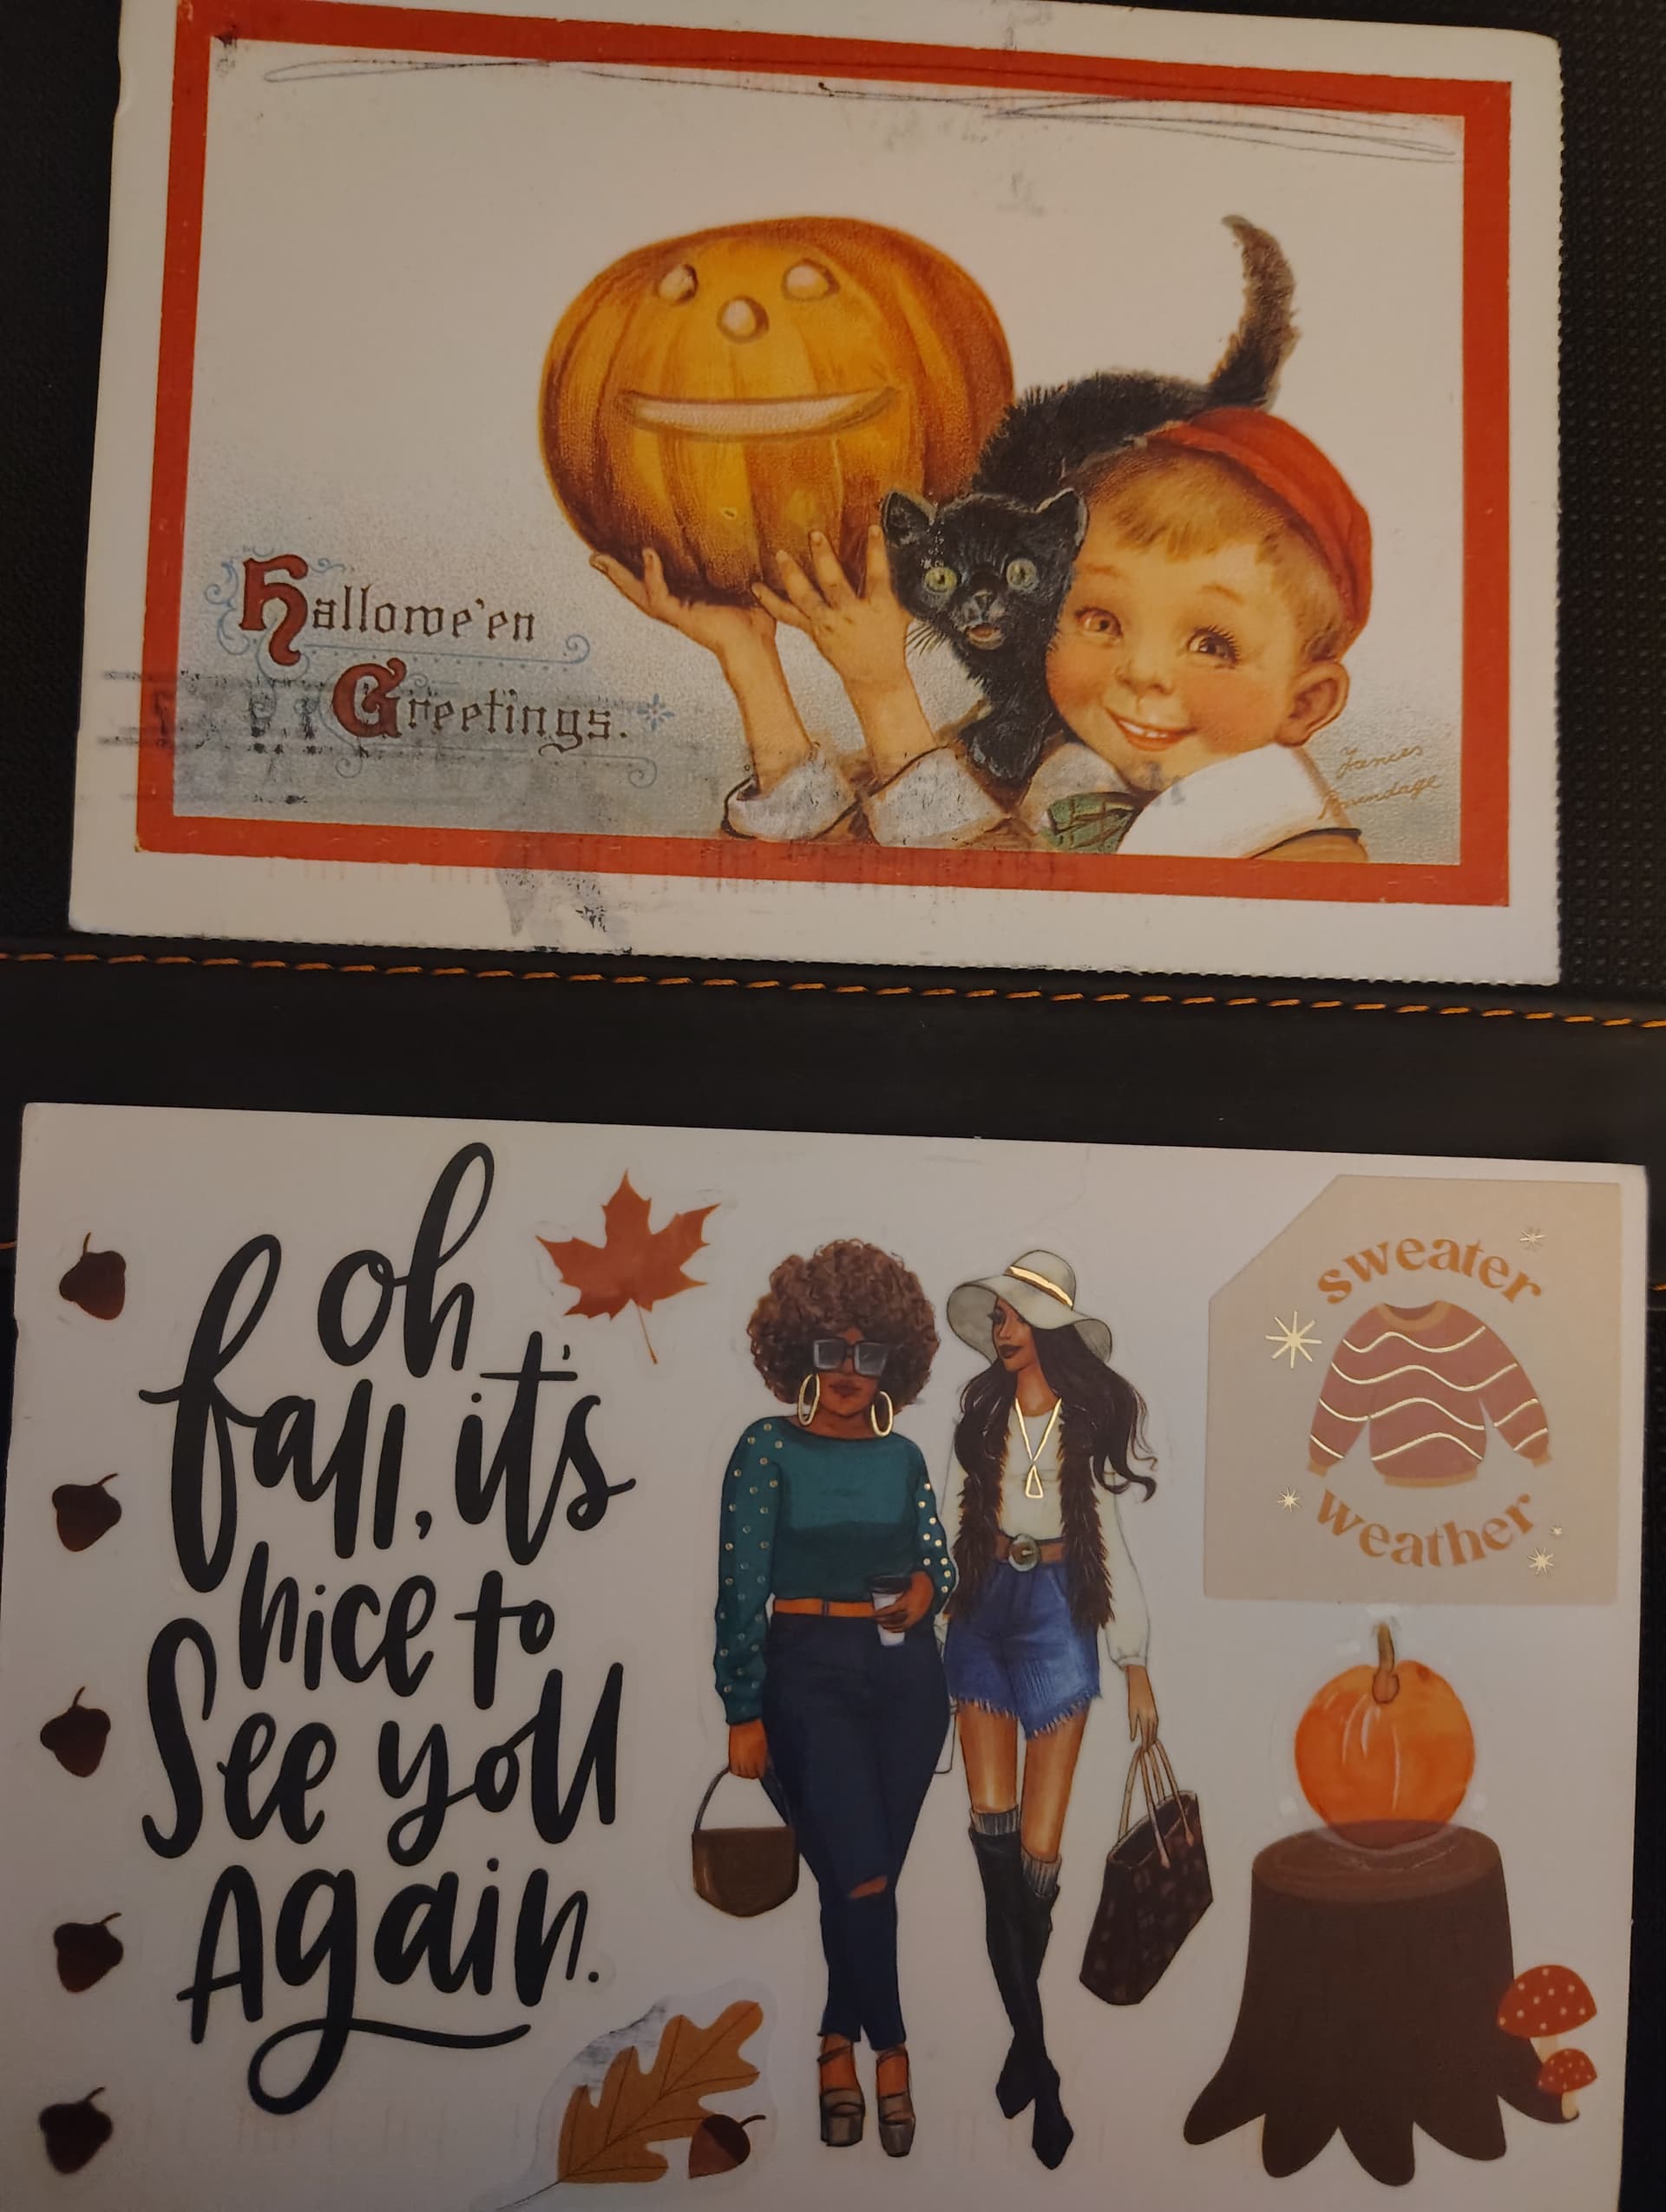 Hallowe'en
Greetings.
Frances
Brundage
oh
fall, it's
nice to
See you
Again.
sweater
weather